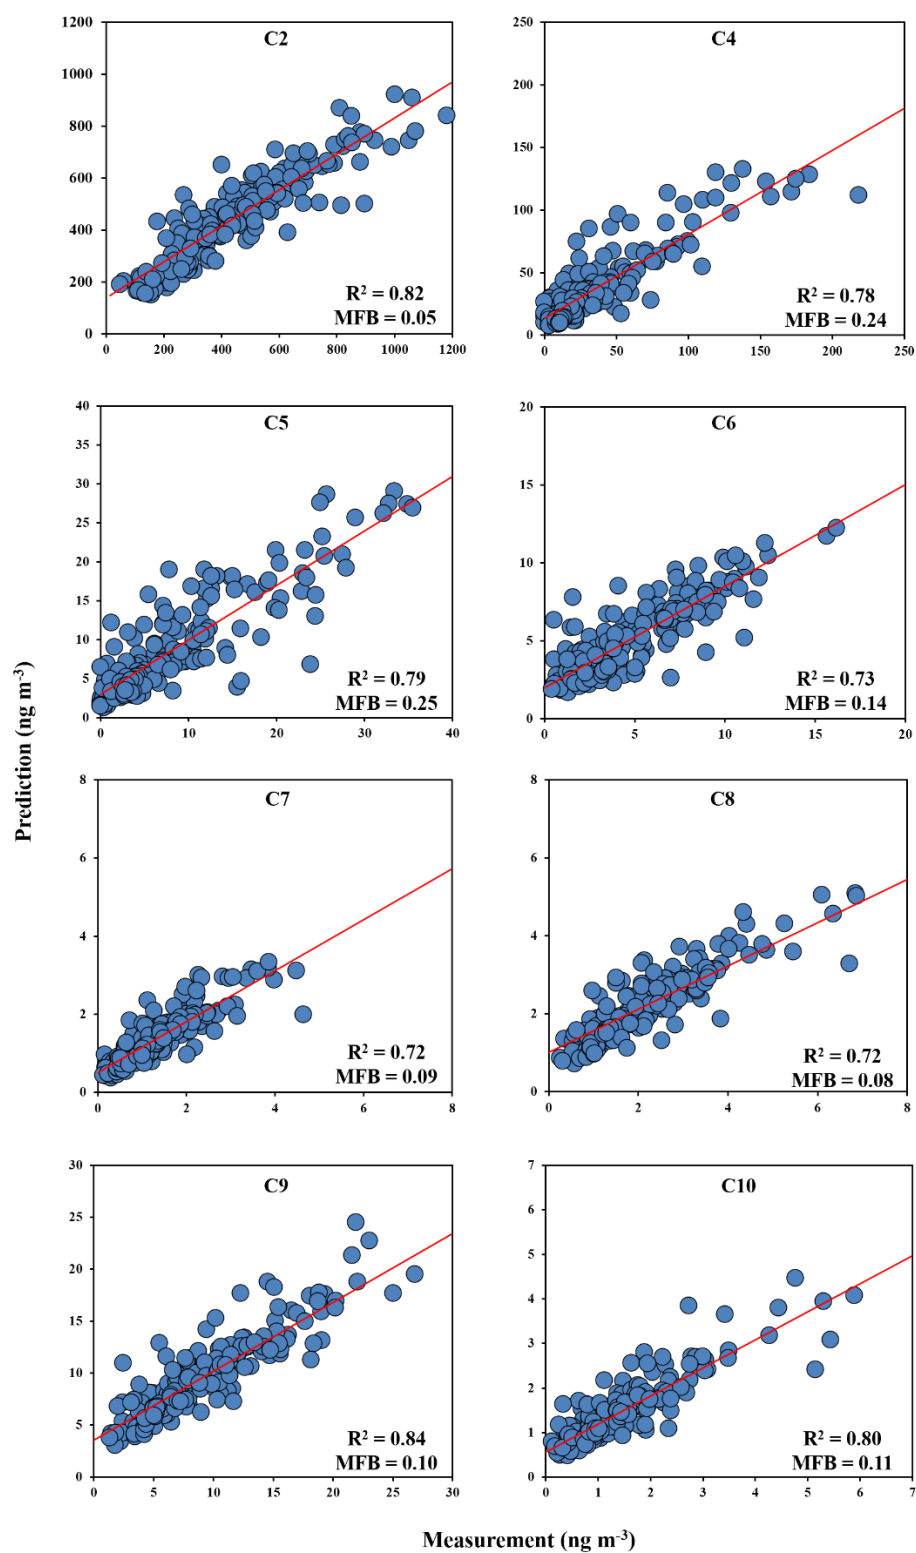 C2
1200
1000
800
600
400
200
0
R² = 0.82
MFB = 0.05
0 200 400 600 800 1000 1200
C4
250
200
150
100
50
0
R² = 0.78
MFB = 0.24
0 50 100 150 200 250
C5
40
35
30
25
20
15
10
5
0
R² = 0.79
MFB = 0.25
0 10 20 30 40
C6
20
15
10
5
0
R² = 0.73
MFB = 0.14
0 5 10 15 20
Prediction (ng m⁻³)
C7
8
6
4
2
0
R² = 0.72
MFB = 0.09
0 2 4 6 8
C8
8
6
4
2
0
R² = 0.72
MFB = 0.08
0 2 4 6 8
C9
30
25
20
15
10
5
0
R² = 0.84
MFB = 0.10
0 5 10 15 20 25 30
C10
7
6
5
4
3
2
1
0
R² = 0.80
MFB = 0.11
0 1 2 3 4 5 6 7
Measurement (ng m⁻³)